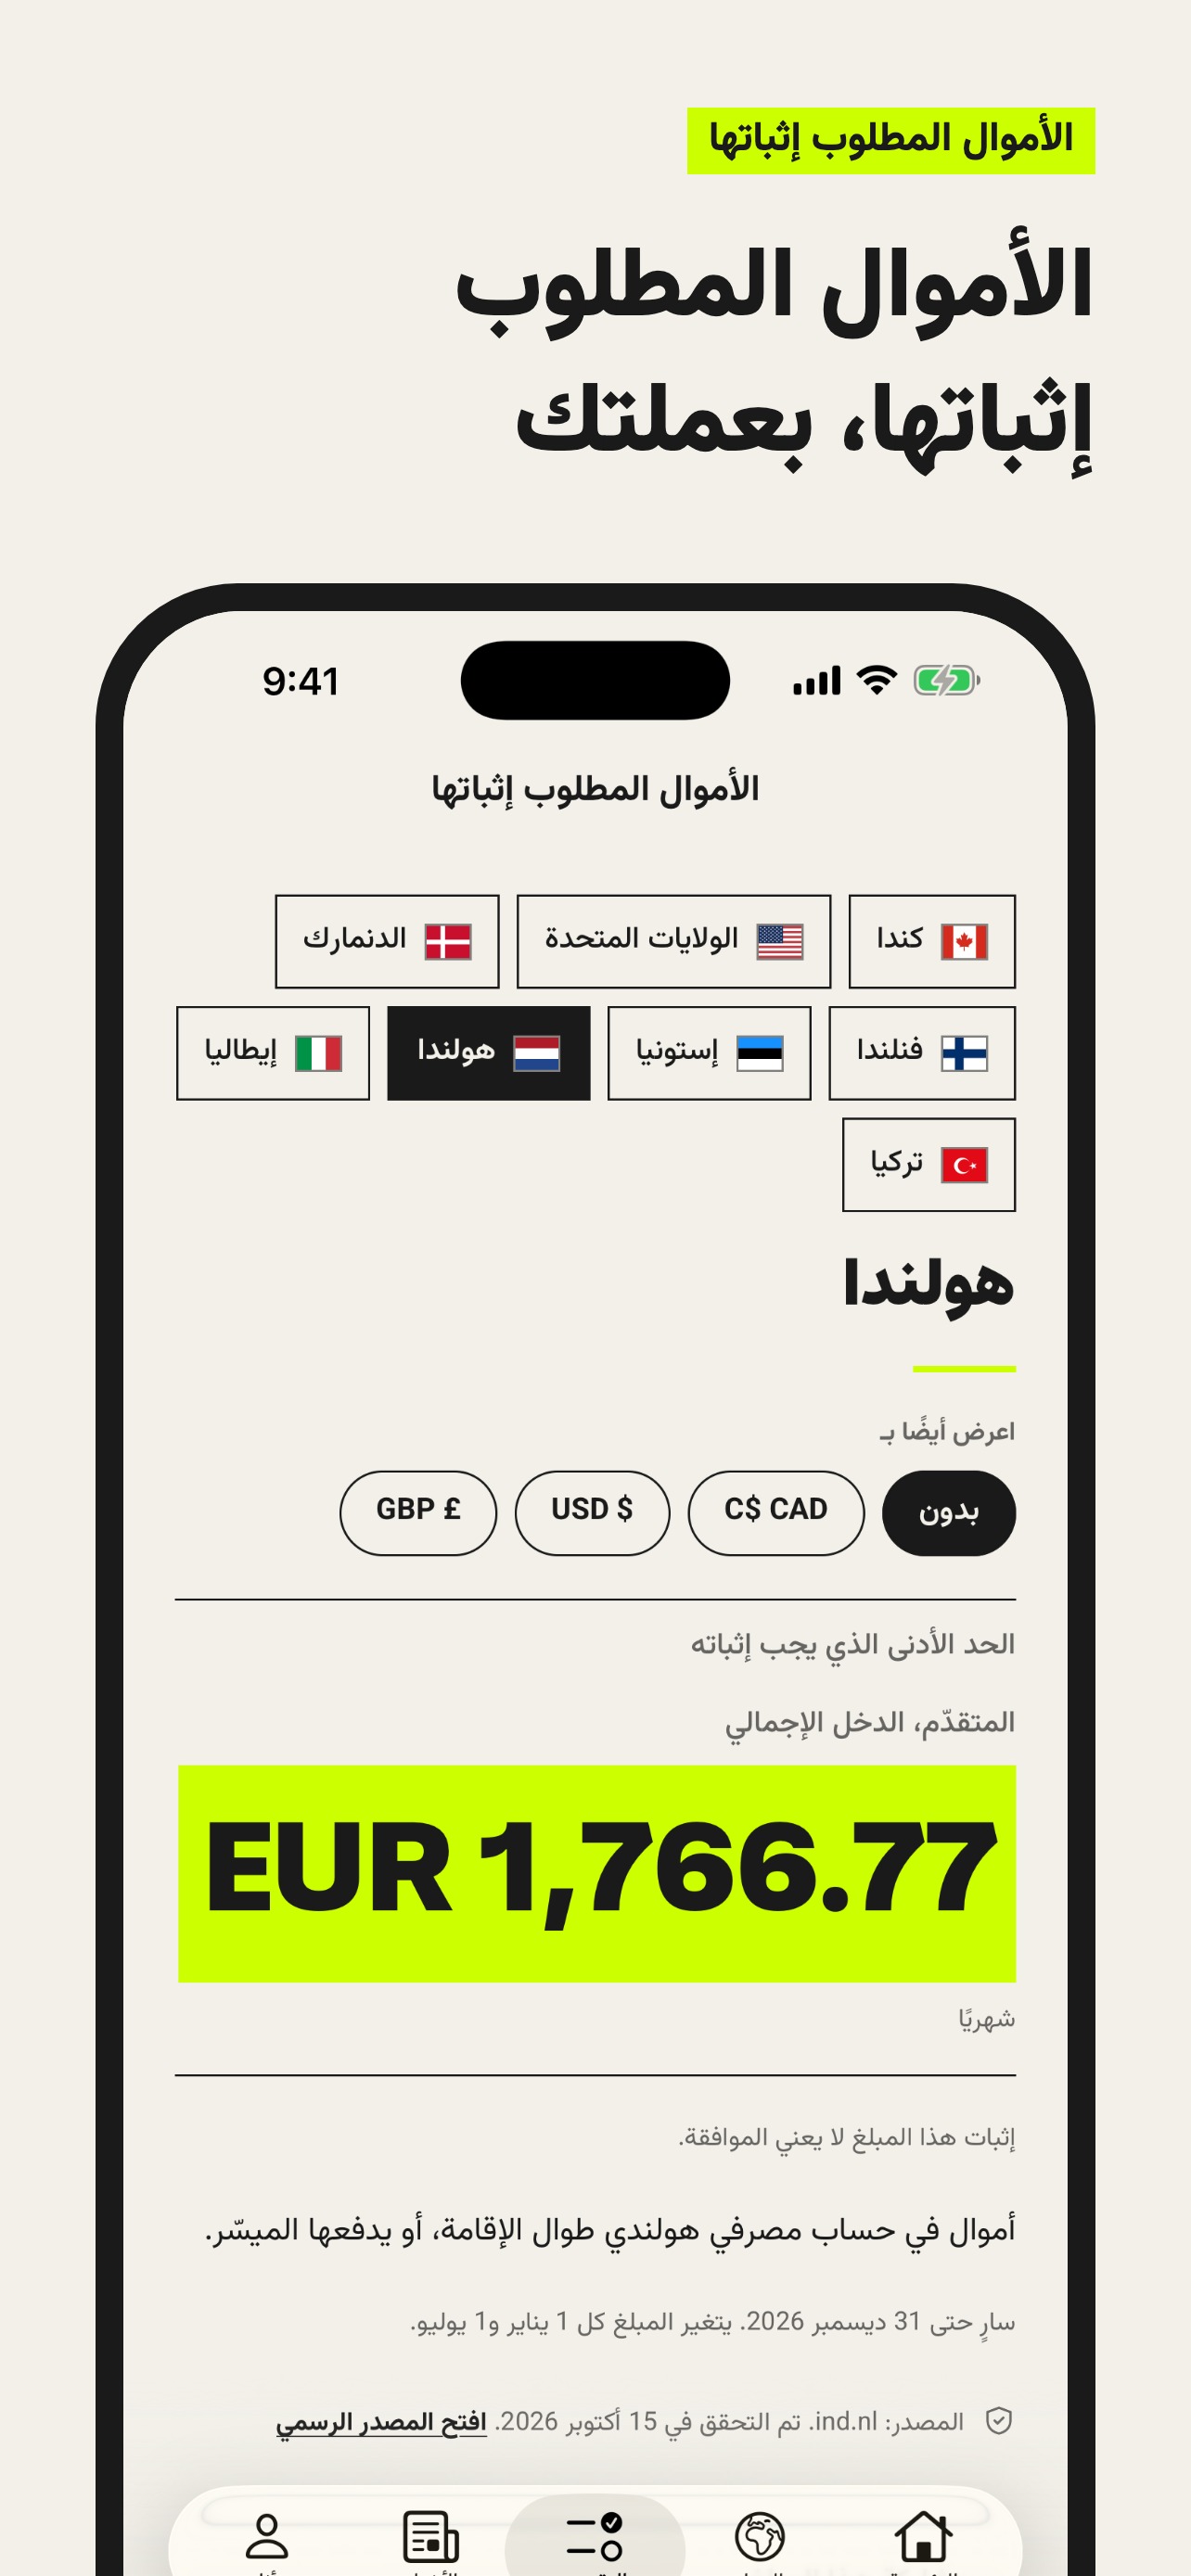 الأموال المطلوب إثباتها
الأموال المطلوب
إثباتها، بعملتك
9:41
الأموال المطلوب إثباتها
كندا الولايات المتحدة الدنمارك
فنلندا إستونيا هولندا إيطاليا
تركيا
هولندا
اعرض أيضًا بـ
بدون C$ CAD USD $ GBP £
الحد الأدنى الذي يجب إثباته
المتقدّم، الدخل الإجمالي
EUR 1,766.77
شهريًا
إثبات هذا المبلغ لا يعني الموافقة.
أموال في حساب مصرفي هولندي طوال الإقامة، أو يدفعها الميسّر.
سارٍ حتى 31 ديسمبر 2026. يتغير المبلغ كل 1 يناير و1 يوليو.
المصدر: ind.nl. تم التحقق في 15 أكتوبر 2026. افتح المصدر الرسمي